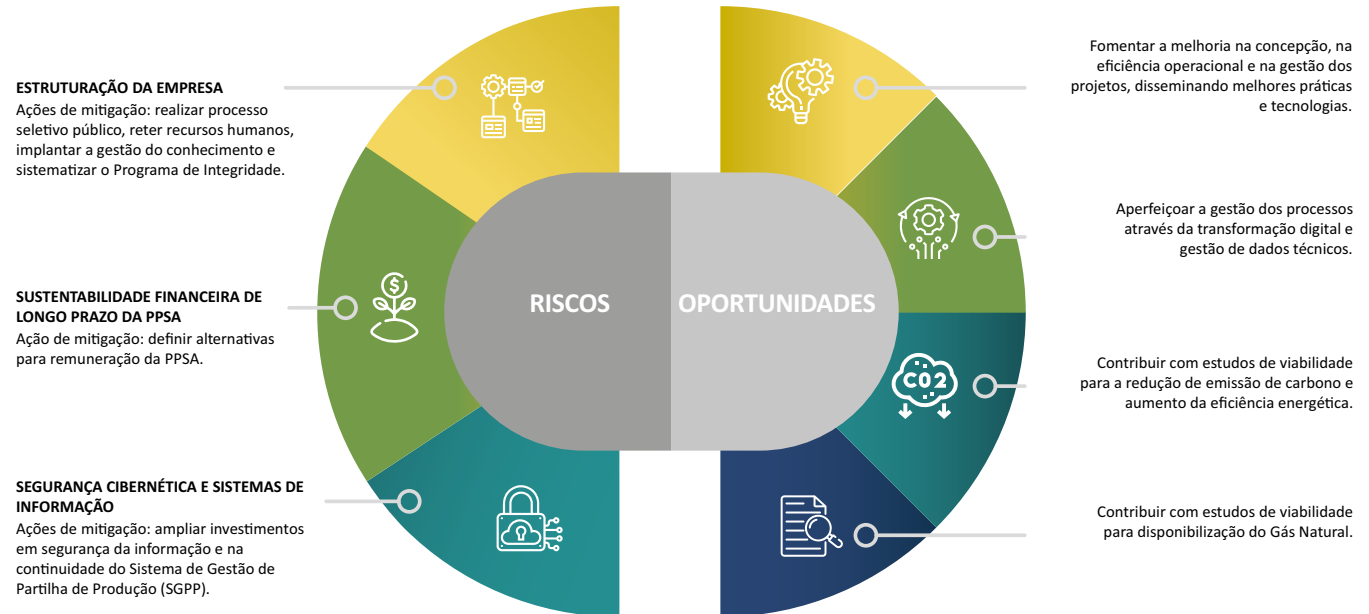 ESTRUTURAÇÃO DA EMPRESA
Ações de mitigação: realizar processo
seletivo público, reter recursos humanos,
implantar a gestão do conhecimento e
sistematizar o Programa de Integridade.
SUSTENTABILIDADE FINANCEIRA DE
LONGO PRAZO DA PPSA
Ação de mitigação: definir alternativas
para remuneração da PPSA.
SEGURANÇA CIBERNÉTICA E SISTEMAS DE
INFORMAÇÃO
Ações de mitigação: ampliar investimentos
em segurança da informação e na
continuidade do Sistema de Gestão de
Partilha de Produção (SGPP).
$
RISCOS
OPORTUNIDADES
CO2
Fomentar a melhoria na concepção, na
eficiência operacional e na gestão dos
projetos, disseminando melhores práticas
e tecnologias.
Aperfeiçoar a gestão dos processos
através da transformação digital e
gestão de dados técnicos.
Contribuir com estudos de viabilidade
para a redução de emissão de carbono e
aumento da eficiência energética.
Contribuir com estudos de viabilidade
para disponibilização do Gás Natural.